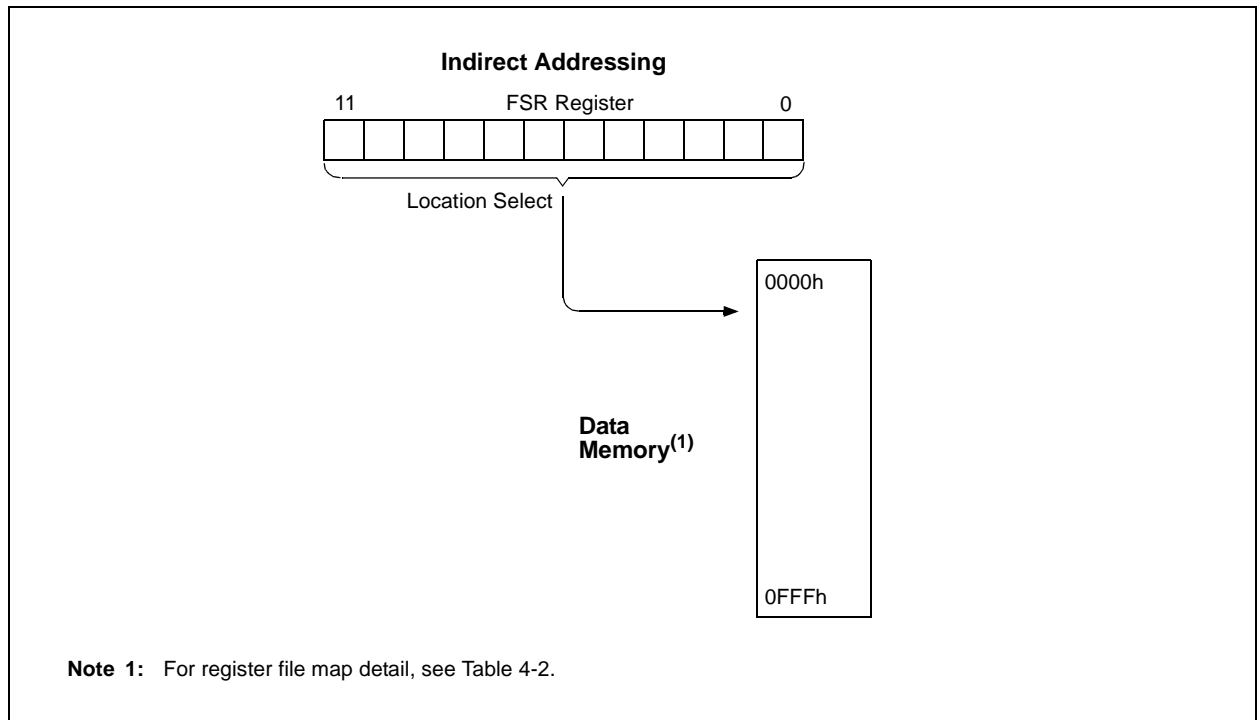 Indirect Addressing
11 FSR Register 0
Location Select
0000h
Data
Memory(1)
0FFFh
Note 1: For register file map detail, see Table 4-2.